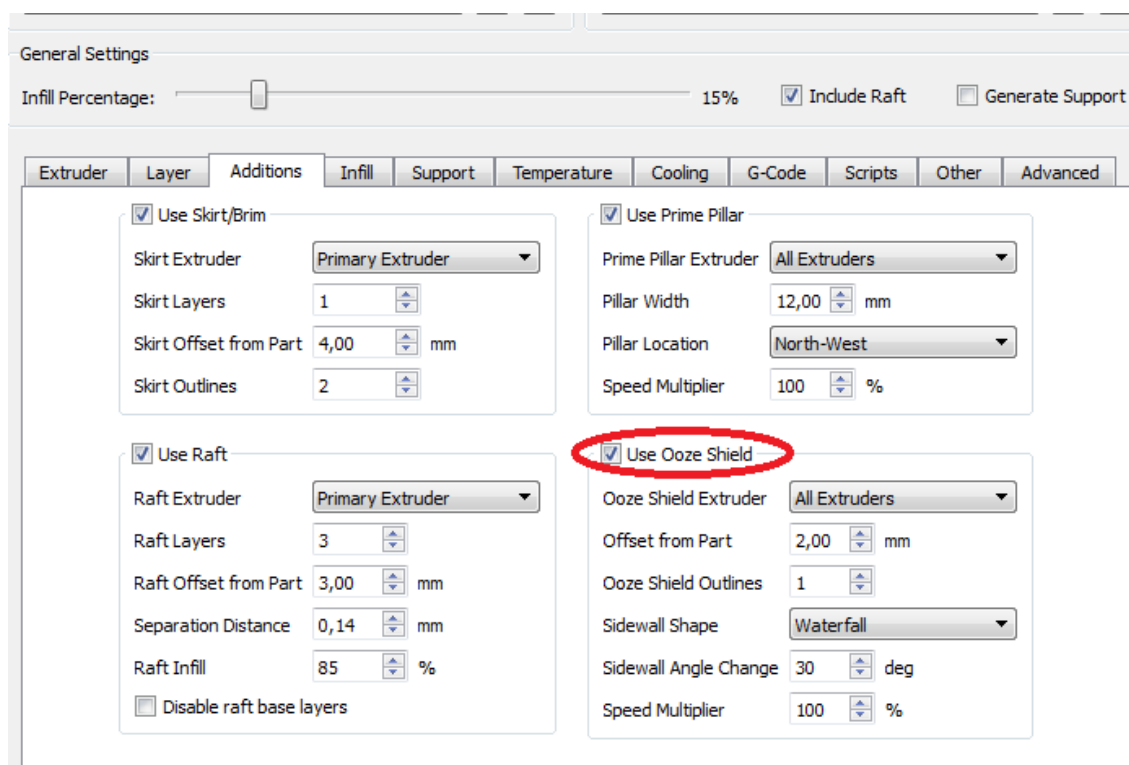 General Settings
Infill Percentage: 15% Include Raft Generate Support
Extruder Layer Additions Infill Support Temperature Cooling G-Code Scripts Other Advanced
Use Skirt/Brim
Skirt Extruder Primary Extruder
Skirt Layers 1
Skirt Offset from Part 4,00 mm
Skirt Outlines 2
Use Prime Pillar
Prime Pillar Extruder All Extruders
Pillar Width 12,00 mm
Pillar Location North-West
Speed Multiplier 100 %
Use Raft
Raft Extruder Primary Extruder
Raft Layers 3
Raft Offset from Part 3,00 mm
Separation Distance 0,14 mm
Raft Infill 85 %
Disable raft base layers
Use Ooze Shield
Ooze Shield Extruder All Extruders
Offset from Part 2,00 mm
Ooze Shield Outlines 1
Sidewall Shape Waterfall
Sidewall Angle Change 30 deg
Speed Multiplier 100 %